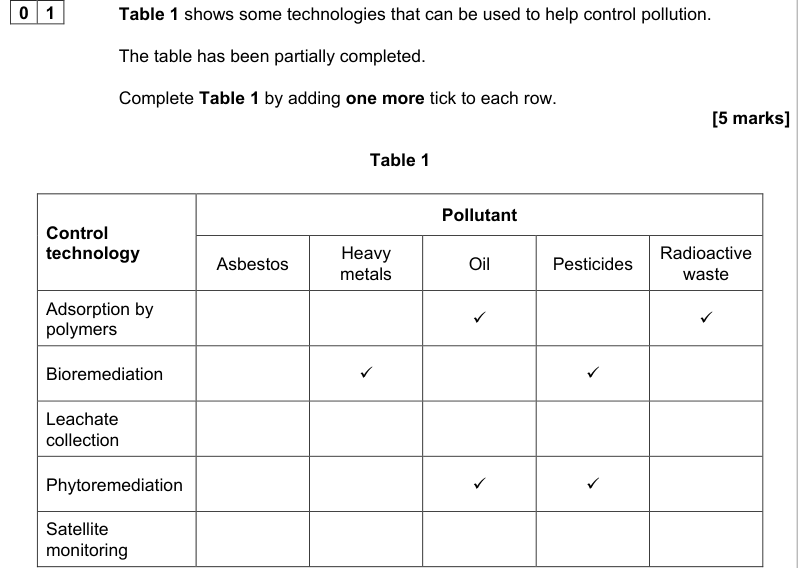 0 1
Table 1 shows some technologies that can be used to help control pollution.
The table has been partially completed.
Complete Table 1 by adding one more tick to each row.
[5 marks]
Table 1
Control technology
Pollutant
Asbestos
Heavy metals
Oil
Pesticides
Radioactive waste
Adsorption by polymers ✓ ✓
Bioremediation ✓ ✓
Leachate collection
Phytoremediation ✓ ✓
Satellite monitoring